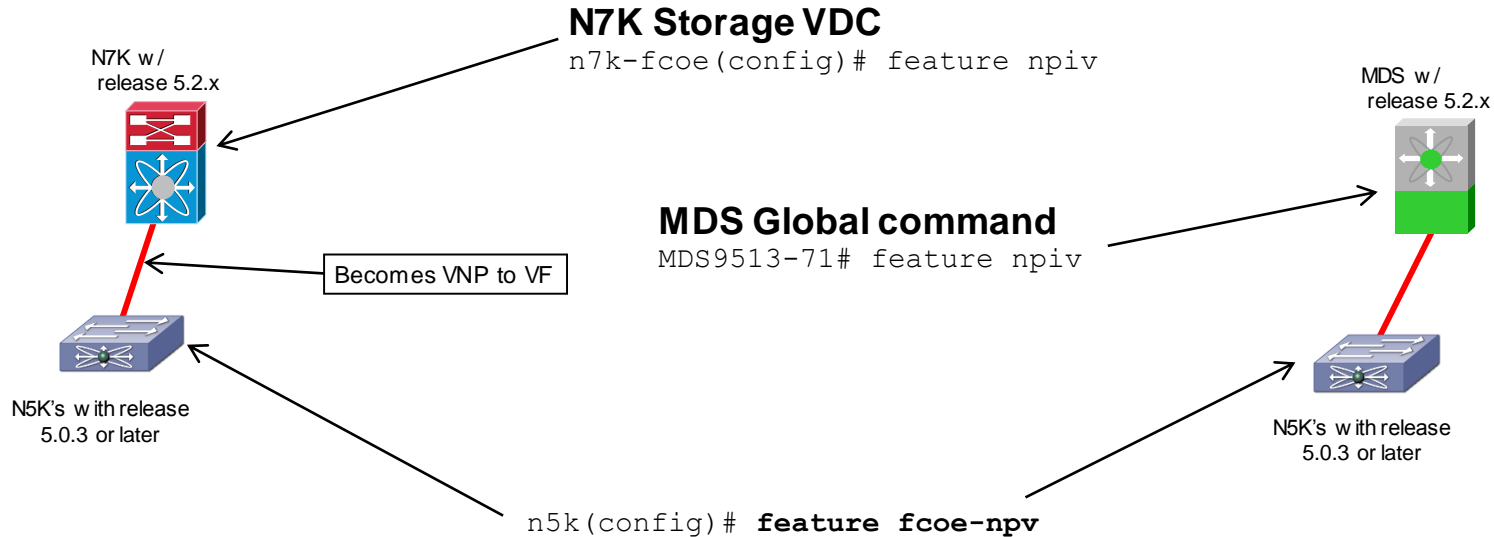 N7K Storage VDC
n7k-fcoe(config)# feature npiv
N7K w/
release 5.2.x
MDS w/
release 5.2.x
MDS Global command
MDS9513-71# feature npiv
Becomes VNP to VF
N5K's with release
5.0.3 or later
N5K's with release
5.0.3 or later
n5k(config)# feature fcoe-npv